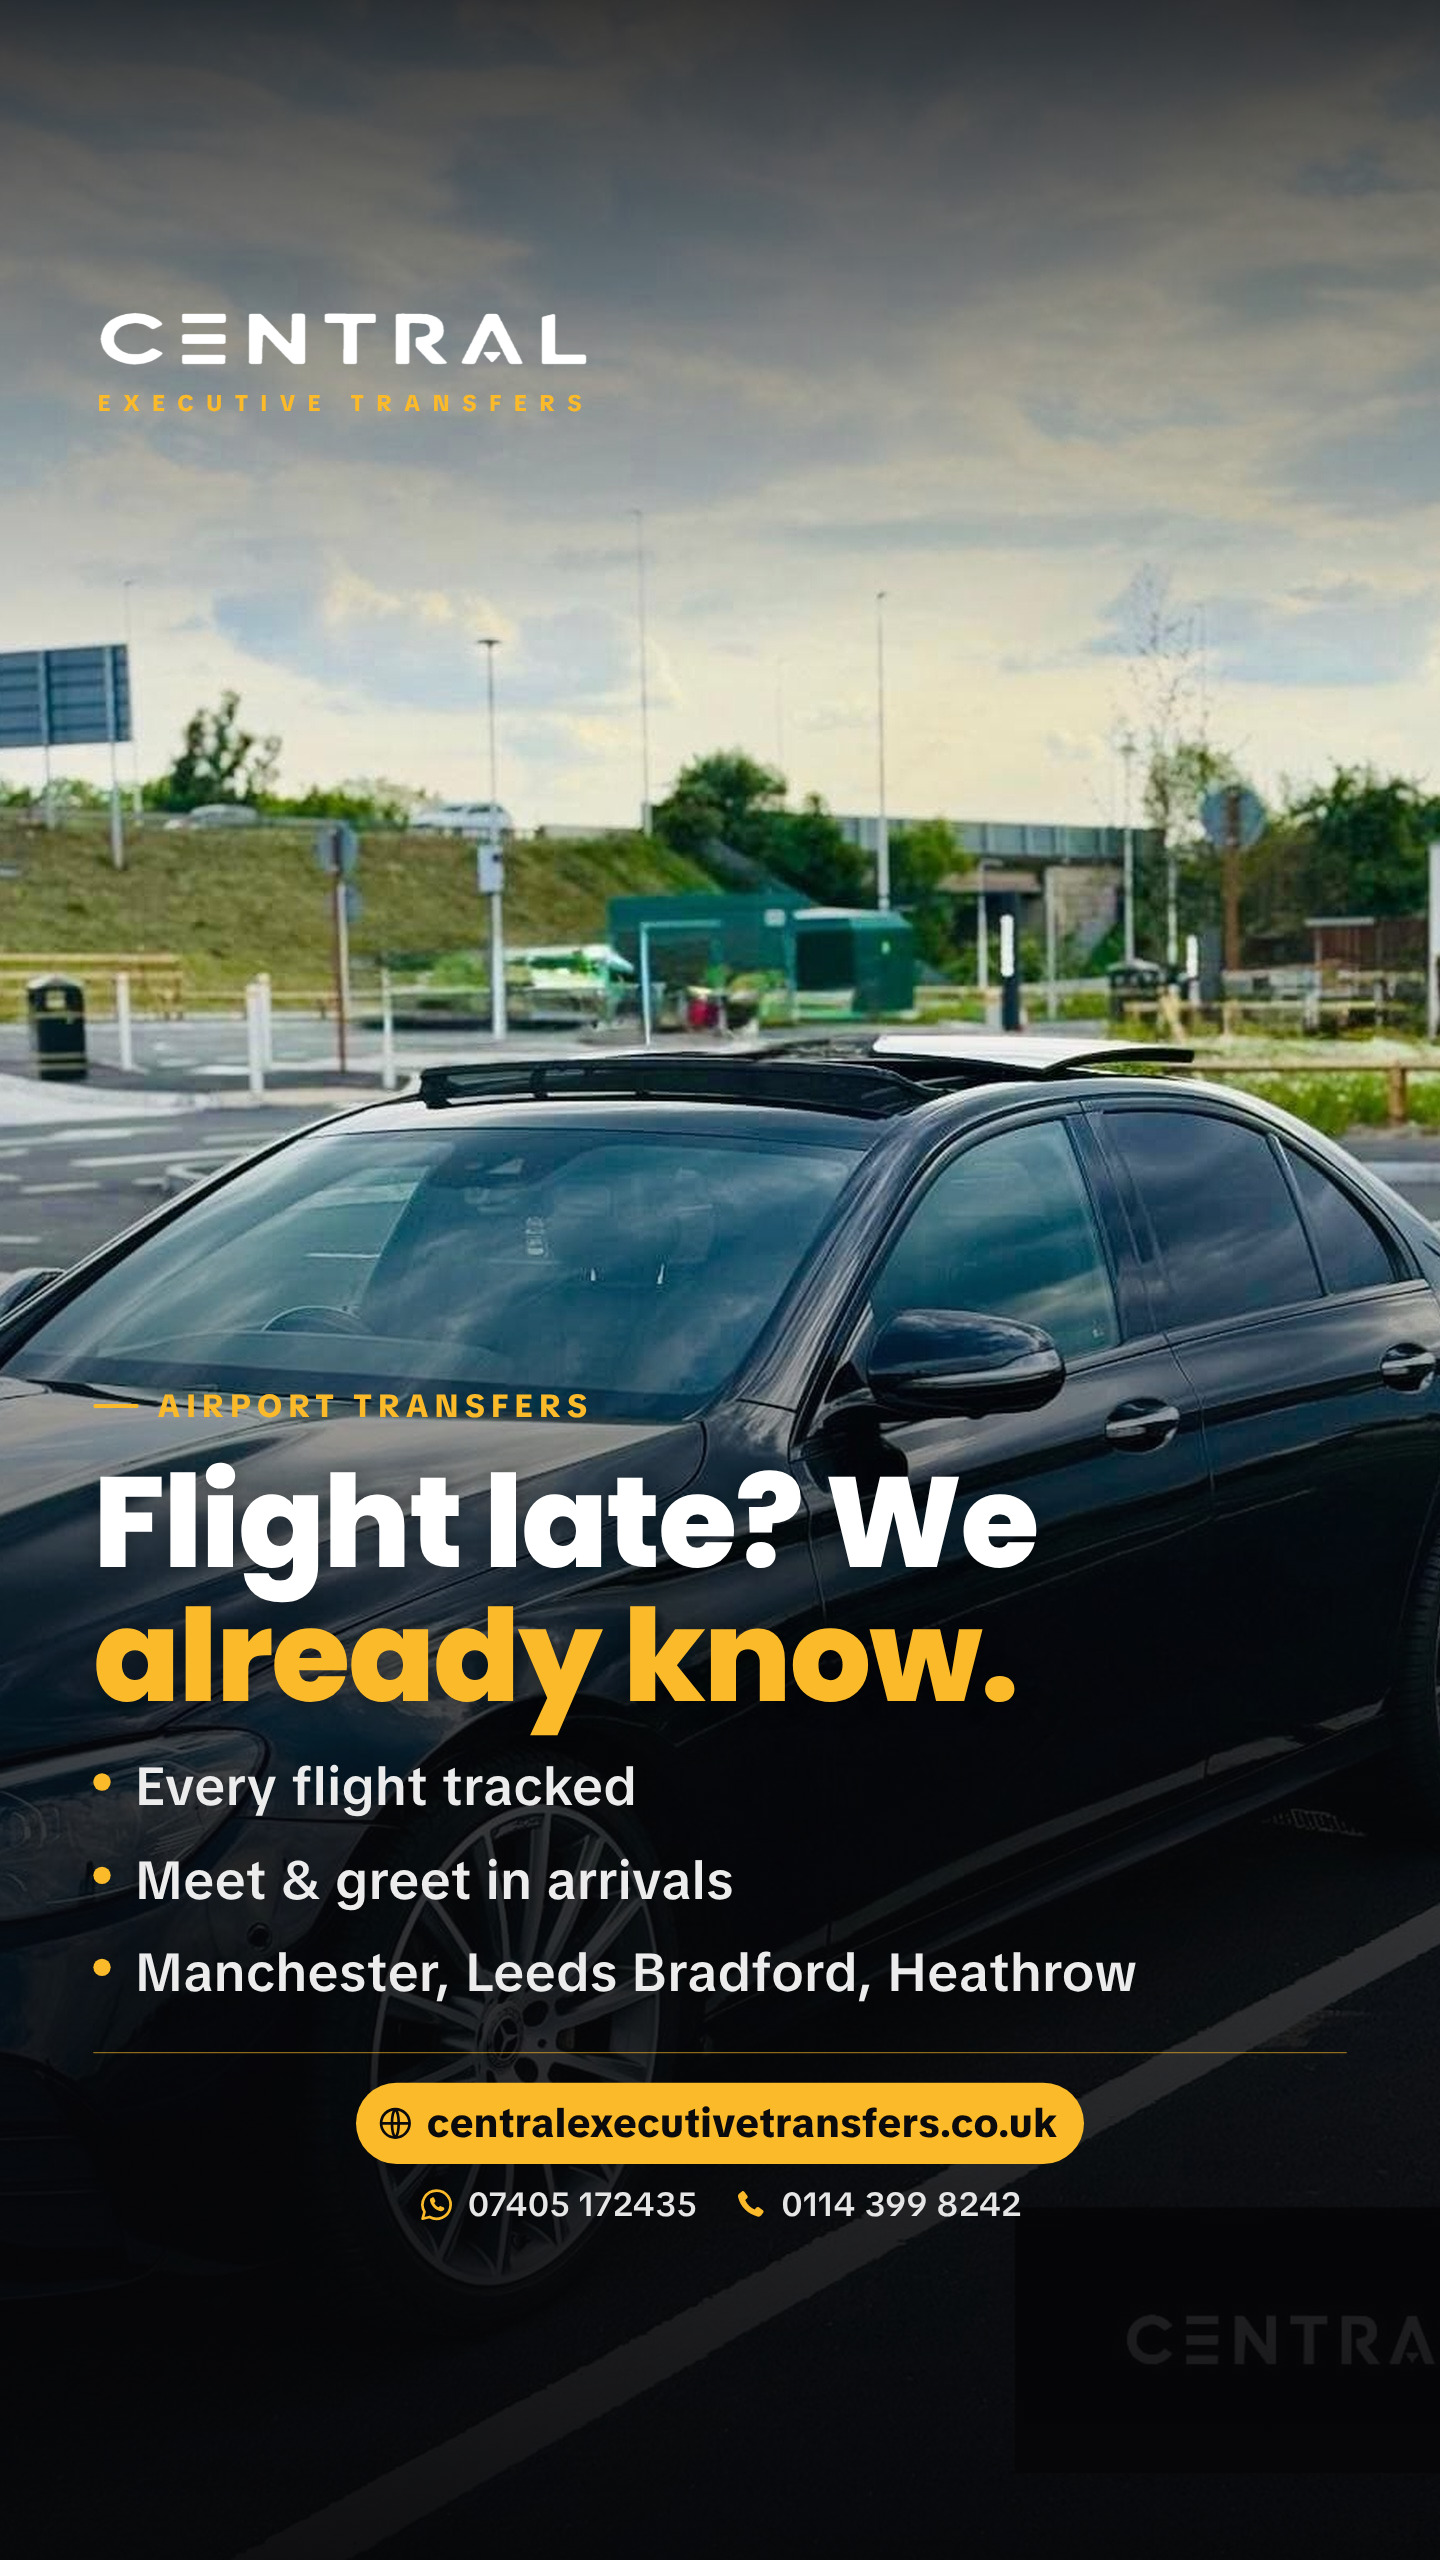 CENTRAL
EXECUTIVE TRANSFERS
AIRPORT TRANSFERS
Flight late? We
already know.
• Every flight tracked
• Meet & greet in arrivals
• Manchester, Leeds Bradford, Heathrow
centralexecutivetransfers.co.uk
07405 172435 0114 399 8242
CENTRA